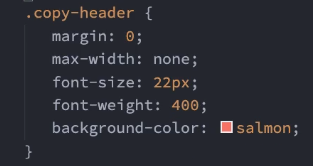 .copy-header {
margin: 0;
max-width: none;
font-size: 22px;
font-weight: 400;
background-color: salmon;
}